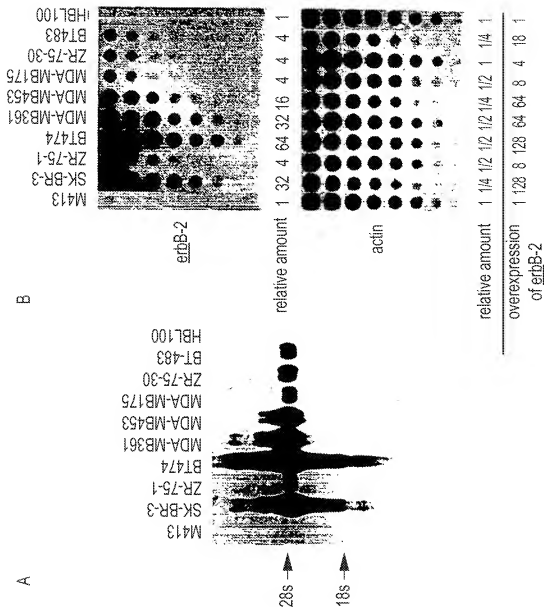 A
M413
SK-BR-3
ZR-75-1
BT474
MDA-MB361
MDA-MB453
MDA-MB175
ZR-75-30
BT-483
HBL100
28s
18s
B
M413
SK-BR-3
ZR-75-1
BT474
MDA-MB361
MDA-MB453
MDA-MB175
ZR-75-30
BT483
HBL100
erbB-2
relative amount 1 32 4 64 32 16 4 4 4 1
actin
relative amount 1 1/4 1/2 1/2 1/2 1/4 1/2 1 1/4 1
overexpression 1 128 8 128 64 64 8 4 18 1
of erbB-2